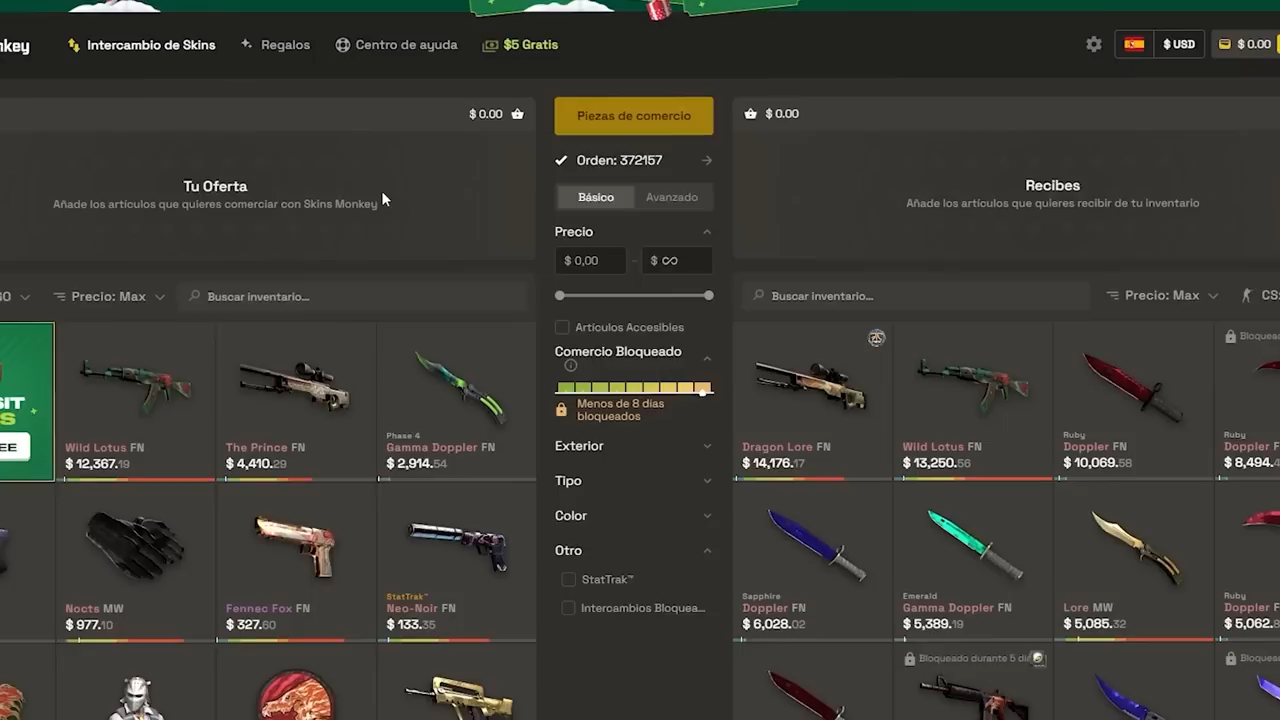 nkey
Intercambio de Skins
Regalos
Centro de ayuda
$5 Gratis
$ USD
$ 0.00
$ 0.00
Piezas de comercio
$ 0.00
Orden: 372157
Tu Oferta
Añade los artículos que quieres comerciar con Skins Monkey
Básico
Avanzado
Recibes
Añade los artículos que quieres recibir de tu inventario
Precio
$ 0,00
-
$ ∞
Precio: Max
Buscar inventario...
Buscar inventario...
Precio: Max
CS
Artículos Accesibles
Comercio Bloqueado
Menos de 8 días
bloqueados
Exterior
Tipo
Color
Otro
StatTrak™
Intercambios Bloquea...
EE
Wild Lotus FN
$ 12,367.19
The Prince FN
$ 4,410.29
Phase 4
Gamma Doppler FN
$ 2,914.54
Nocts MW
$ 977.10
Fennec Fox FN
$ 327.60
StatTrak™
Neo-Noir FN
$ 133.35
Dragon Lore FN
$ 14,176.17
Wild Lotus FN
$ 13,250.56
Ruby
Doppler FN
$ 10,069.58
Bloquea
Ruby
Doppler F
$ 8,494.
Sapphire
Doppler FN
$ 6,028.02
Emerald
Gamma Doppler FN
$ 5,389.19
Lore MW
$ 5,085.32
Ruby
Doppler F
$ 5,062.8
Bloqueado durante 5 dí
Bloquea